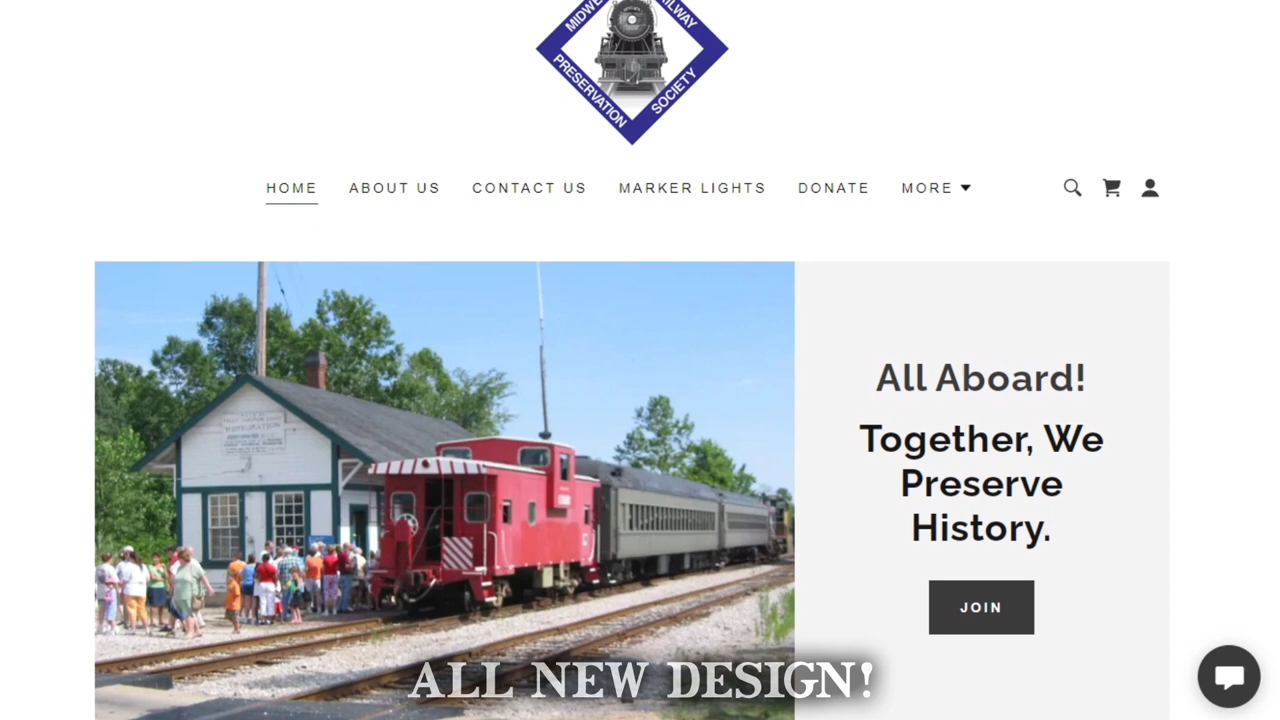 MIDWE
ILWAY
PRESERVATION
SOCIETY
HOME ABOUT US CONTACT US MARKER LIGHTS DONATE MORE
All Aboard!
Together, We
Preserve
History.
JOIN
ALL NEW DESIGN!